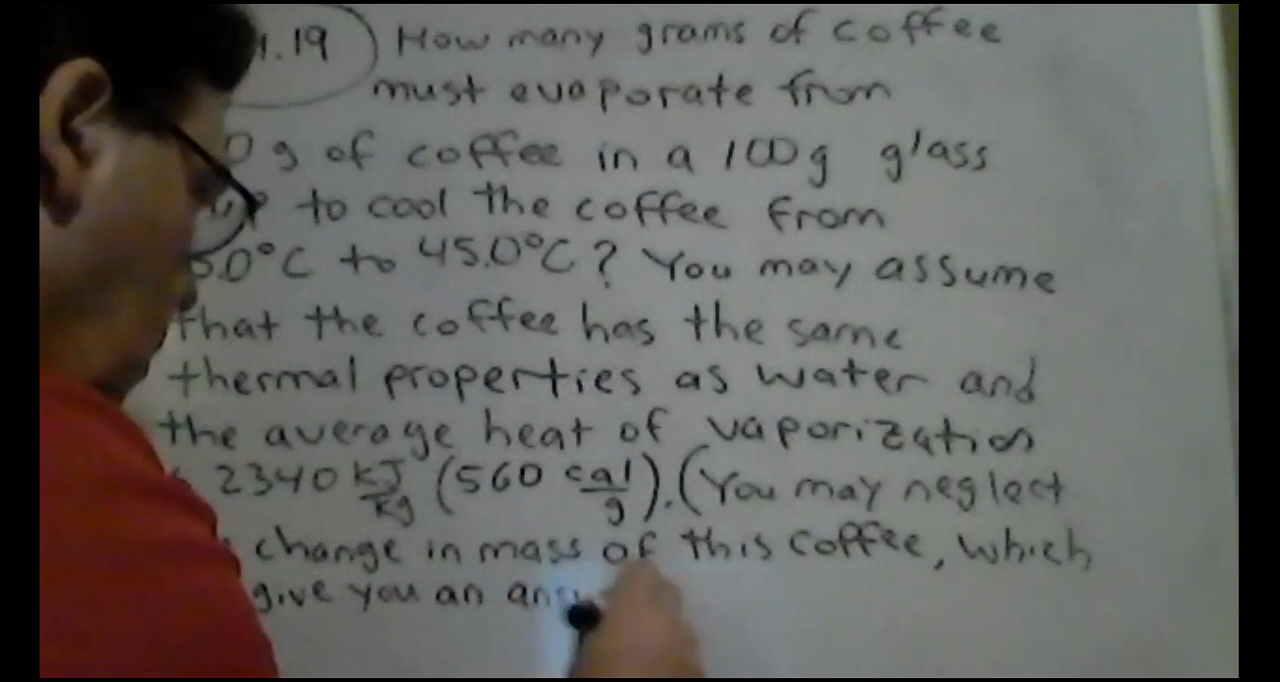 1.19 How many grams of coffee
must evaporate from
0 g of coffee in a 100g glass
to cool the coffee from
5.0°C to 45.0°C? You may assume
that the coffee has the same
thermal properties as water and
the average heat of vaporization
2340 kJ/kg (560 cal/g). (You may neglect
change in mass of this coffee, which
give you an